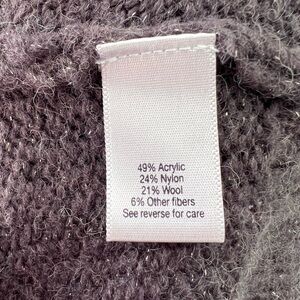 49% Acrylic
24% Nylon
21% Wool
6% Other fibers
See reverse for care